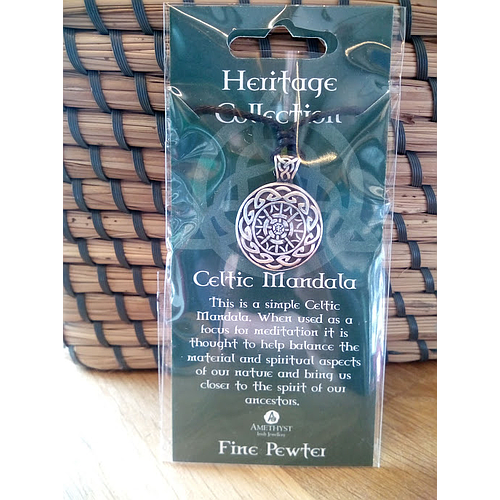 Heritage
Collection
Celtic Mandala
This is a simple Celtic
Mandala. When used as a
focus for meditation it is
thought to help balance the
material and spiritual aspects
of our nature and bring us
closer to the spirit of our
ancestors.
AMETHYST
Irish Jewellery
Fine Pewter